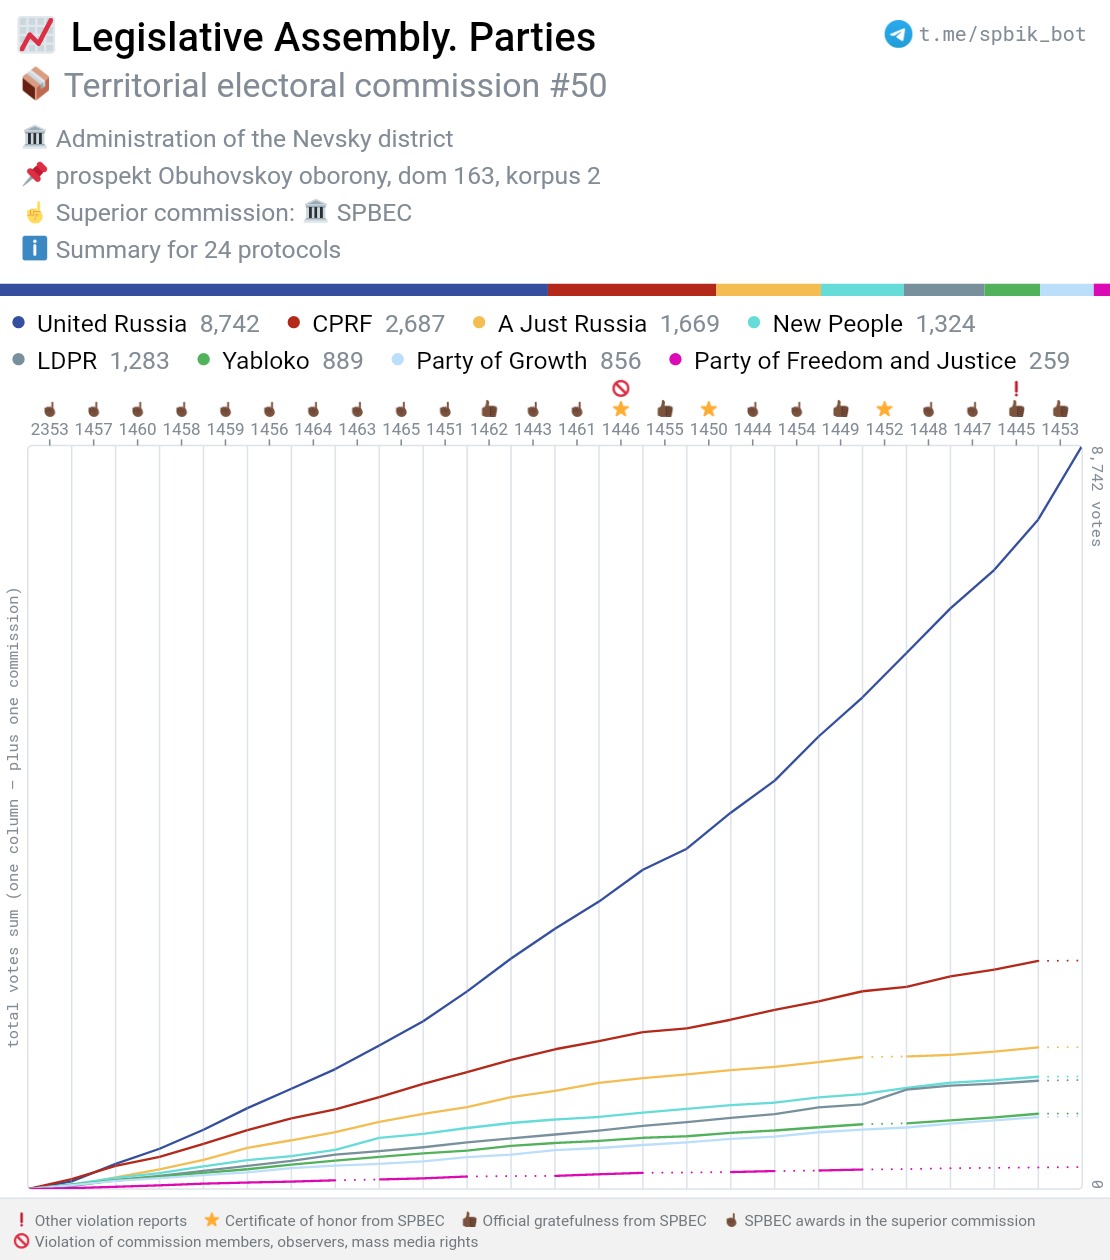 Legislative Assembly. Parties
t.me/spbik_bot
Territorial electoral commission #50
Administration of the Nevsky district
prospekt Obuhovskoy oborony, dom 163, korpus 2
Superior commission: SPBEC
Summary for 24 protocols
United Russia 8,742 CPRF 2,687 A Just Russia 1,669 New People 1,324
LDPR 1,283 Yabloko 889 Party of Growth 856 Party of Freedom and Justice 259
2353 1457 1460 1458 1459 1456 1464 1463 1465 1451 1462 1443 1461 1446 1455 1450 1444 1454 1449 1452 1448 1447 1445 1453
8,742 votes
total votes sum (one column – plus one commission)
0
Other violation reports Certificate of honor from SPBEC Official gratefulness from SPBEC SPBEC awards in the superior commission
Violation of commission members, observers, mass media rights